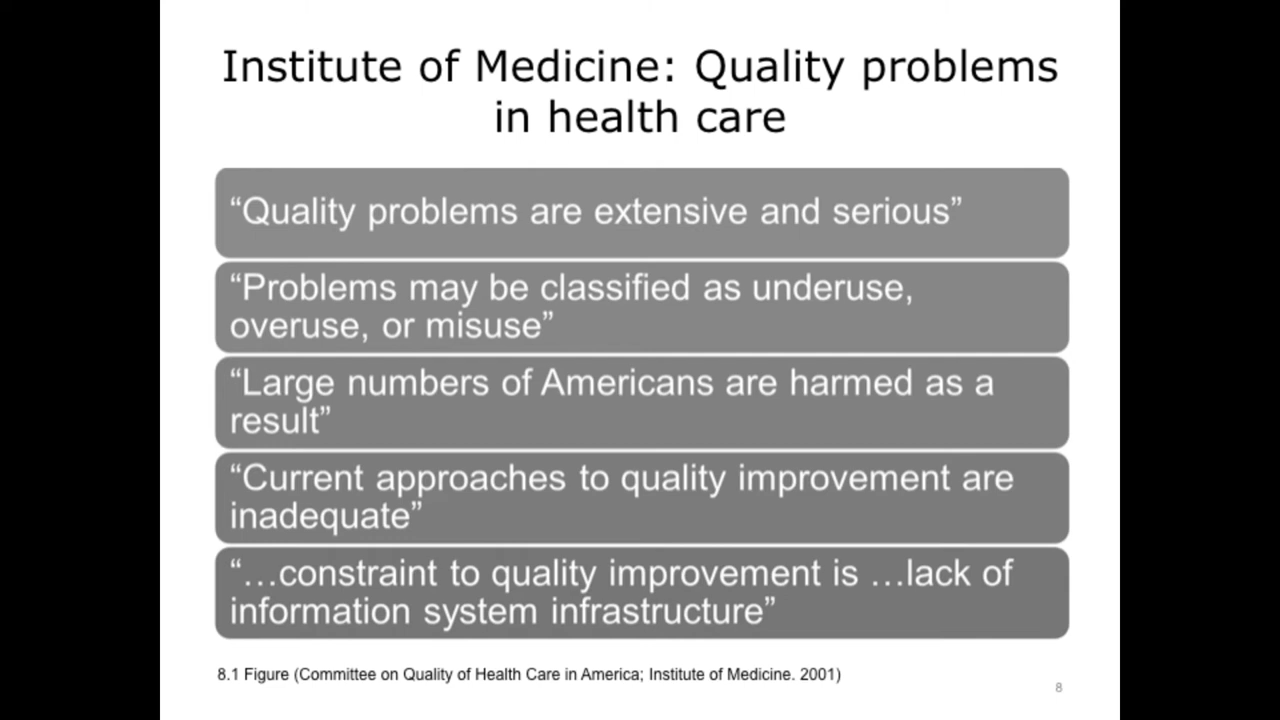 Institute of Medicine: Quality problems
in health care
“Quality problems are extensive and serious”
“Problems may be classified as underuse,
overuse, or misuse”
“Large numbers of Americans are harmed as a
result”
“Current approaches to quality improvement are
inadequate”
“…constraint to quality improvement is …lack of
information system infrastructure”
8.1 Figure (Committee on Quality of Health Care in America; Institute of Medicine. 2001)
8